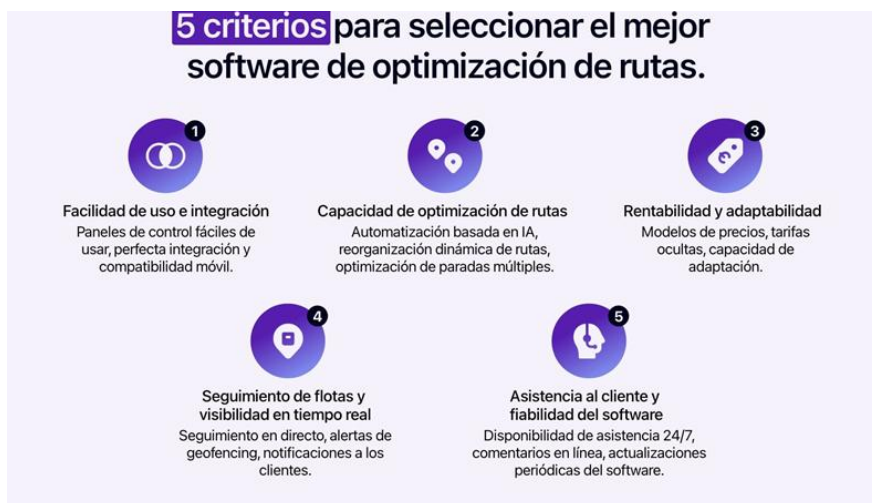 5 criterios para seleccionar el mejor
software de optimización de rutas.
1
Facilidad de uso e integración
Paneles de control fáciles de
usar, perfecta integración y
compatibilidad móvil.
2
Capacidad de optimización de rutas
Automatización basada en IA,
reorganización dinámica de rutas,
optimización de paradas múltiples.
3
€
Rentabilidad y adaptabilidad
Modelos de precios, tarifas
ocultas, capacidad de
adaptación.
4
Seguimiento de flotas y
visibilidad en tiempo real
Seguimiento en directo, alertas de
geofencing, notificaciones a los
clientes.
5
Asistencia al cliente y
fiabilidad del software
Disponibilidad de asistencia 24/7,
comentarios en línea, actualizaciones
periódicas del software.